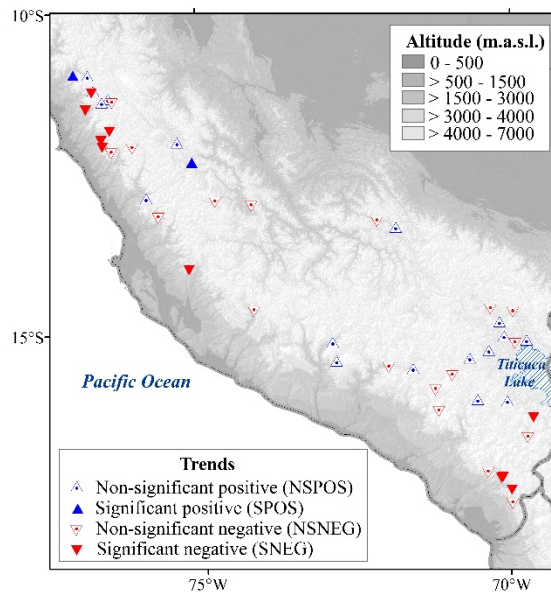 10°S
Altitude (m.a.s.l.)
0 - 500
> 500 - 1500
> 1500 - 3000
> 3000 - 4000
> 4000 - 7000
15°S
Titicaca
Lake
Pacific Ocean
Trends
Non-significant positive (NSPOS)
Significant positive (SPOS)
Non-significant negative (NSNEG)
Significant negative (SNEG)
75°W
70°W